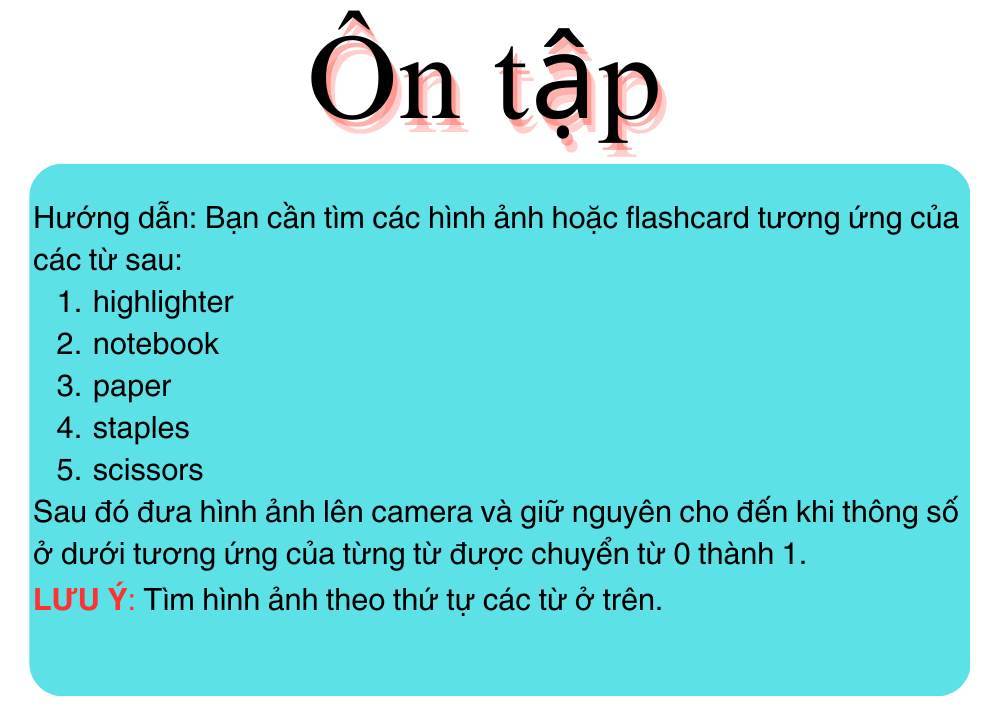 Ôn tập
Hướng dẫn: Bạn cần tìm các hình ảnh hoặc flashcard tương ứng của
các từ sau:
1. highlighter
2. notebook
3. paper
4. staples
5. scissors
Sau đó đưa hình ảnh lên camera và giữ nguyên cho đến khi thông số
ở dưới tương ứng của từng từ được chuyển từ 0 thành 1.
LƯU Ý: Tìm hình ảnh theo thứ tự các từ ở trên.